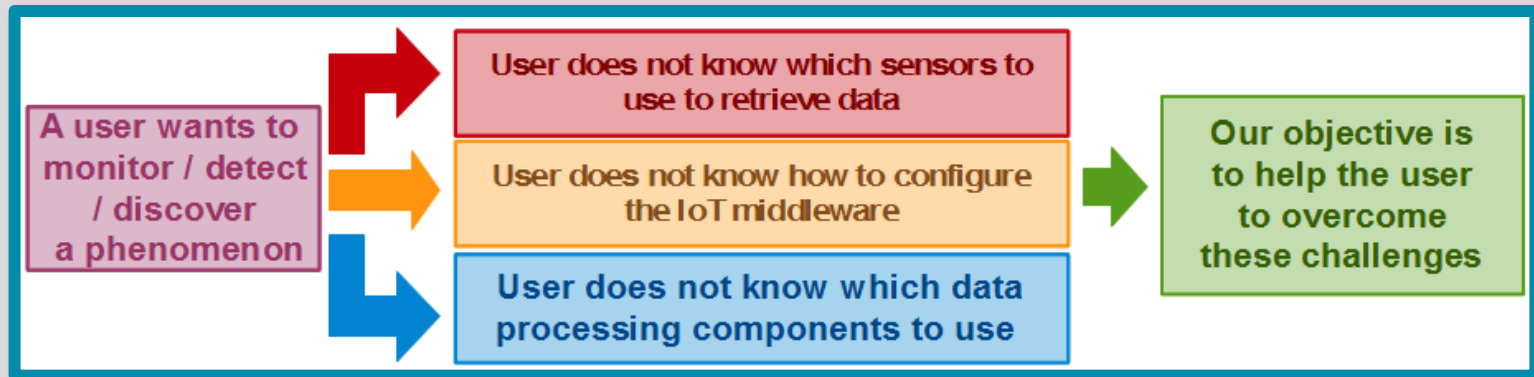 A user wants to
monitor / detect
/ discover
a phenomenon
User does not know which sensors to
use to retrieve data
User does not know how to configure
the IoT middleware
User does not know which data
processing components to use
Our objective is
to help the user
to overcome
these challenges